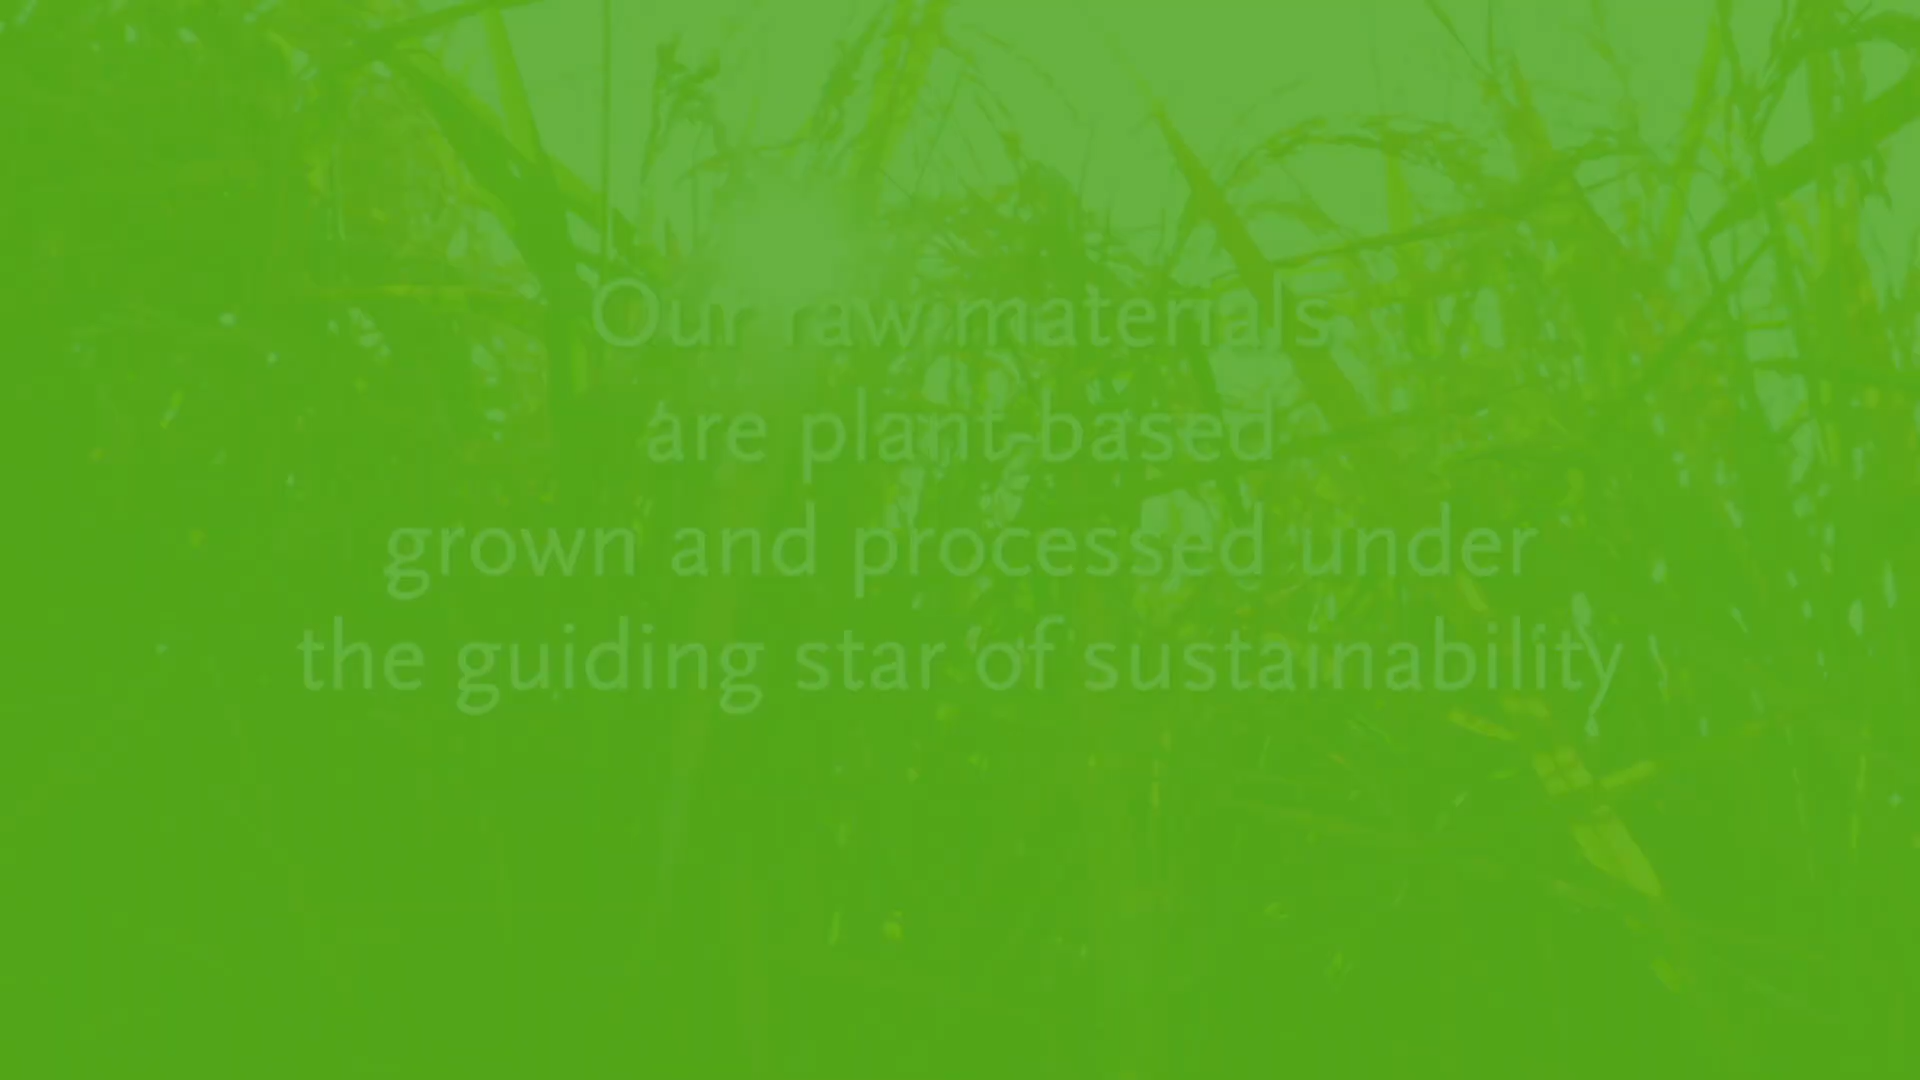 Our raw materials
are plant-based
grown and processed under
the guiding star of sustainability